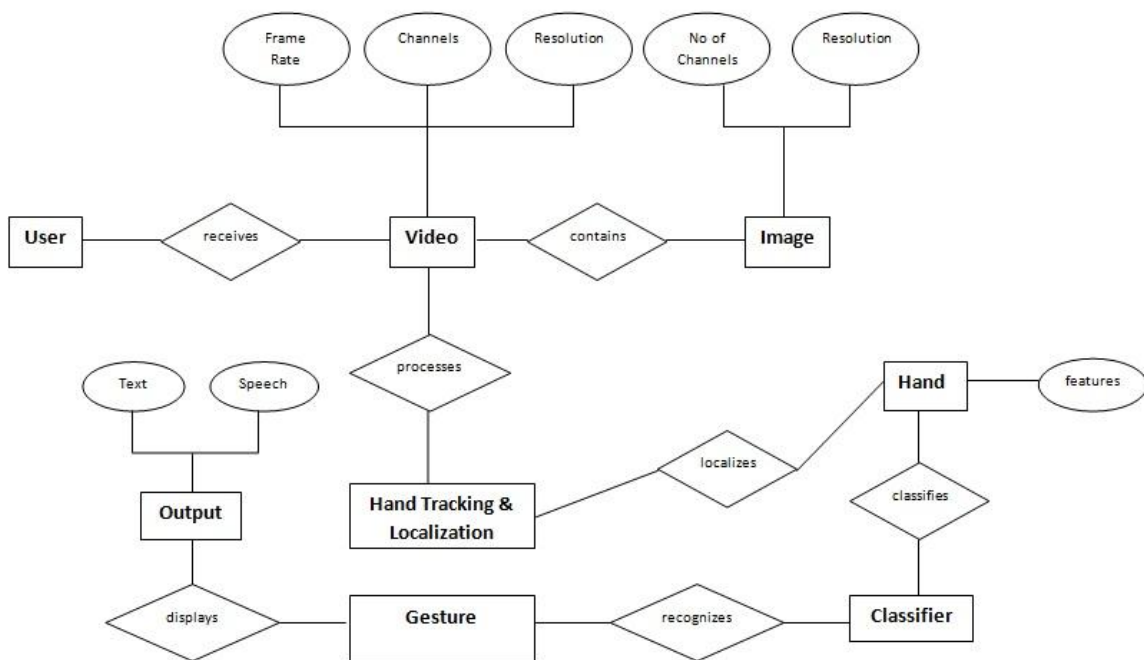 Frame
Rate
Channels
Resolution
No of
Channels
Resolution
User
receives
Video
contains
Image
processes
Text
Speech
Hand
features
localizes
Output
Hand Tracking &
Localization
classifies
displays
Gesture
recognizes
Classifier